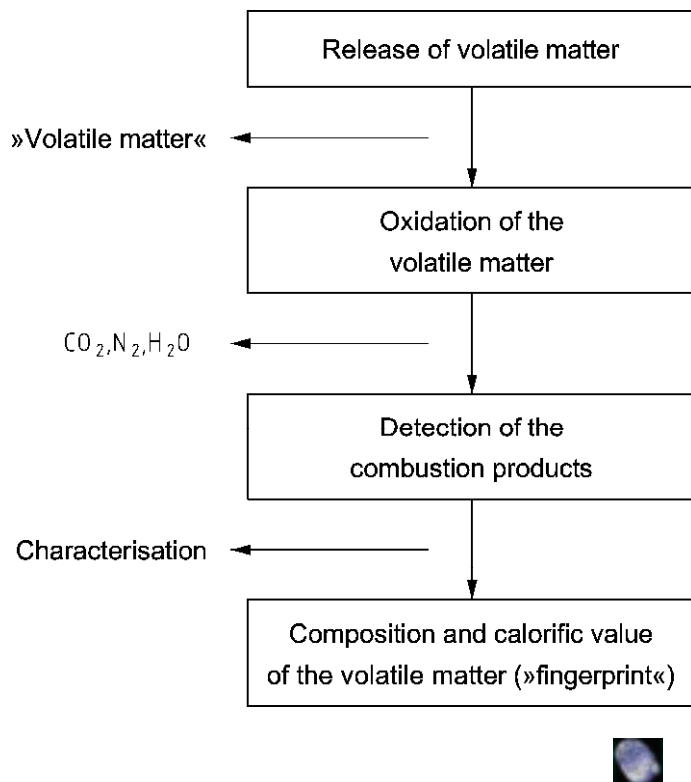 Release of volatile matter
»Volatile matter«
Oxidation of the
volatile matter
CO₂,N₂,H₂O
Detection of the
combustion products
Characterisation
Composition and calorific value
of the volatile matter (»fingerprint«)